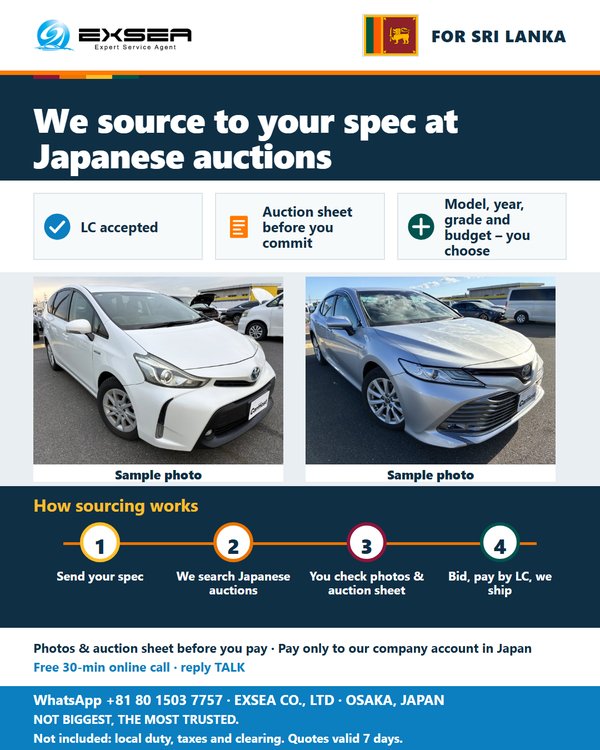 EXSEA
Expert Service Agent
FOR SRI LANKA
We source to your spec at
Japanese auctions
LC accepted
Auction sheet
before you
commit
Model, year,
grade and
budget – you
choose
CarHost
CarHost
Sample photo
Sample photo
How sourcing works
1
2
3
4
Send your spec
We search Japanese
auctions
You check photos &
auction sheet
Bid, pay by LC, we
ship
Photos & auction sheet before you pay · Pay only to our company account in Japan
Free 30-min online call · reply TALK
WhatsApp +81 80 1503 7757 · EXSEA CO., LTD · OSAKA, JAPAN
NOT BIGGEST, THE MOST TRUSTED.
Not included: local duty, taxes and clearing. Quotes valid 7 days.